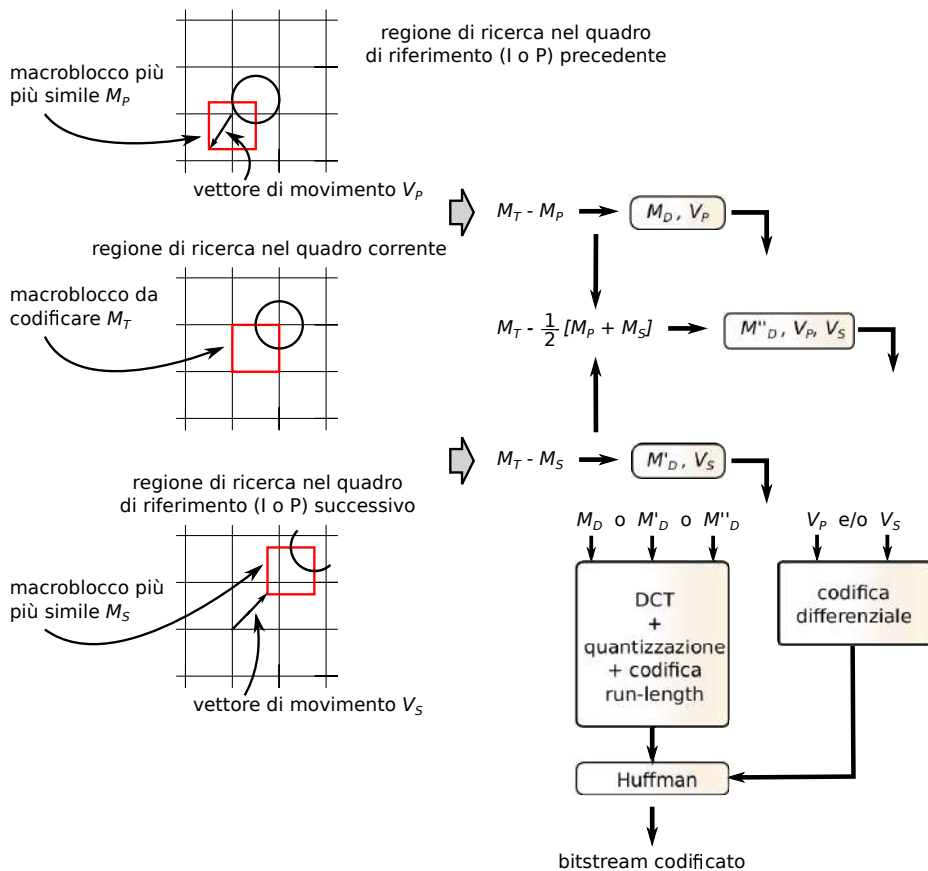 regione di ricerca nel quadro
di riferimento (I o P) precedente
macroblocco più
più simile M_P
vettore di movimento V_P
M_T - M_P
M_D , V_P
regione di ricerca nel quadro corrente
macroblocco da
codificare M_T
M_T - 1/2 [M_P + M_S]
M''_D , V_P, V_S
M_T - M_S
M'_D , V_S
regione di ricerca nel quadro
di riferimento (I o P) successivo
macroblocco più
più simile M_S
vettore di movimento V_S
M_D o M'_D o M''_D
V_P e/o V_S
DCT
+
quantizzazione
+ codifica
run-length
codifica
differenziale
Huffman
bitstream codificato